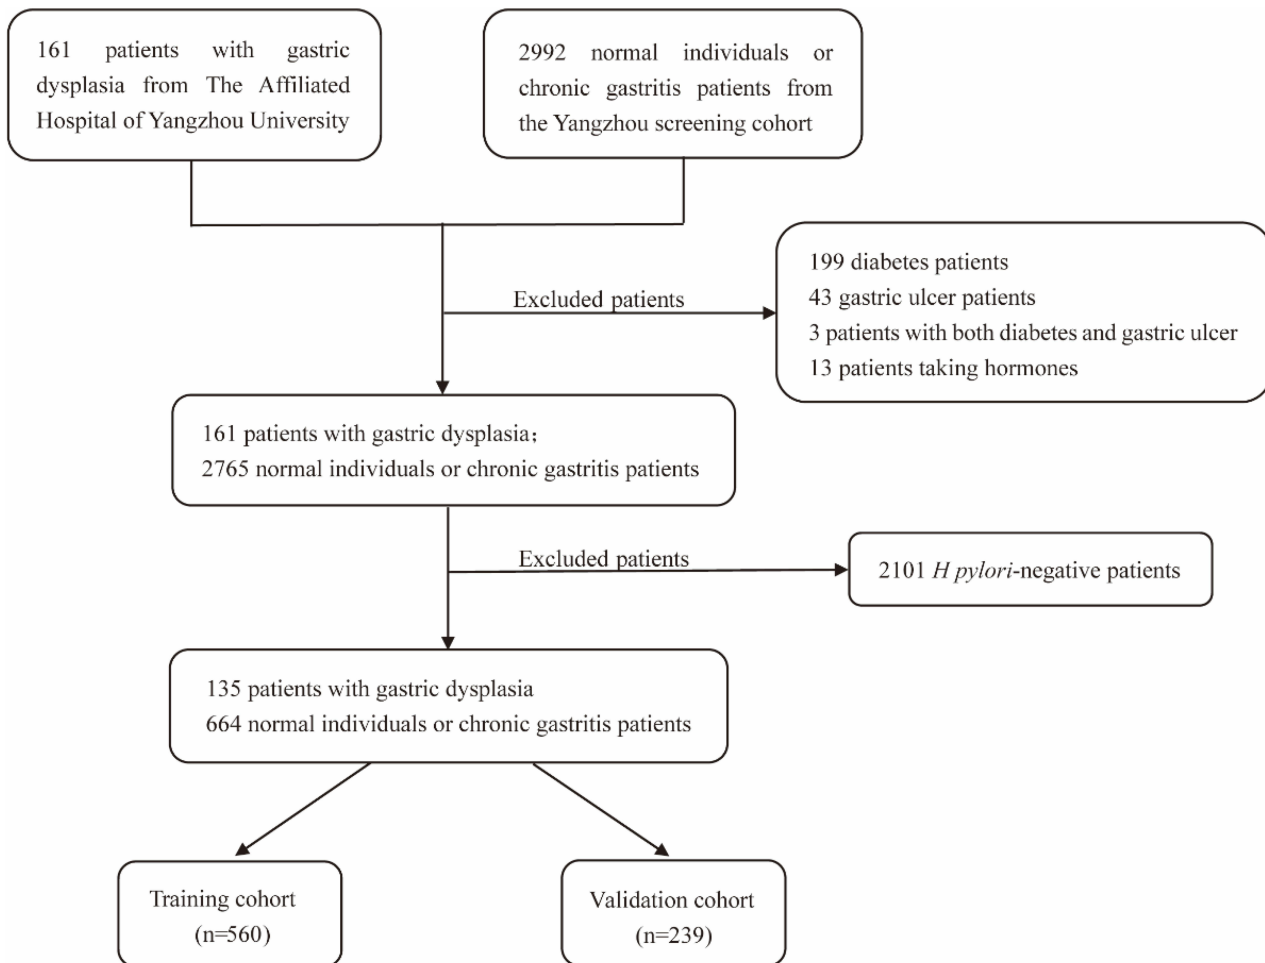 161 patients with gastric
dysplasia from The Affiliated
Hospital of Yangzhou University
2992 normal individuals or
chronic gastritis patients from
the Yangzhou screening cohort
Excluded patients
199 diabetes patients
43 gastric ulcer patients
3 patients with both diabetes and gastric ulcer
13 patients taking hormones
161 patients with gastric dysplasia；
2765 normal individuals or chronic gastritis patients
Excluded patients
2101 H pylori-negative patients
135 patients with gastric dysplasia
664 normal individuals or chronic gastritis patients
Training cohort
(n=560)
Validation cohort
(n=239)